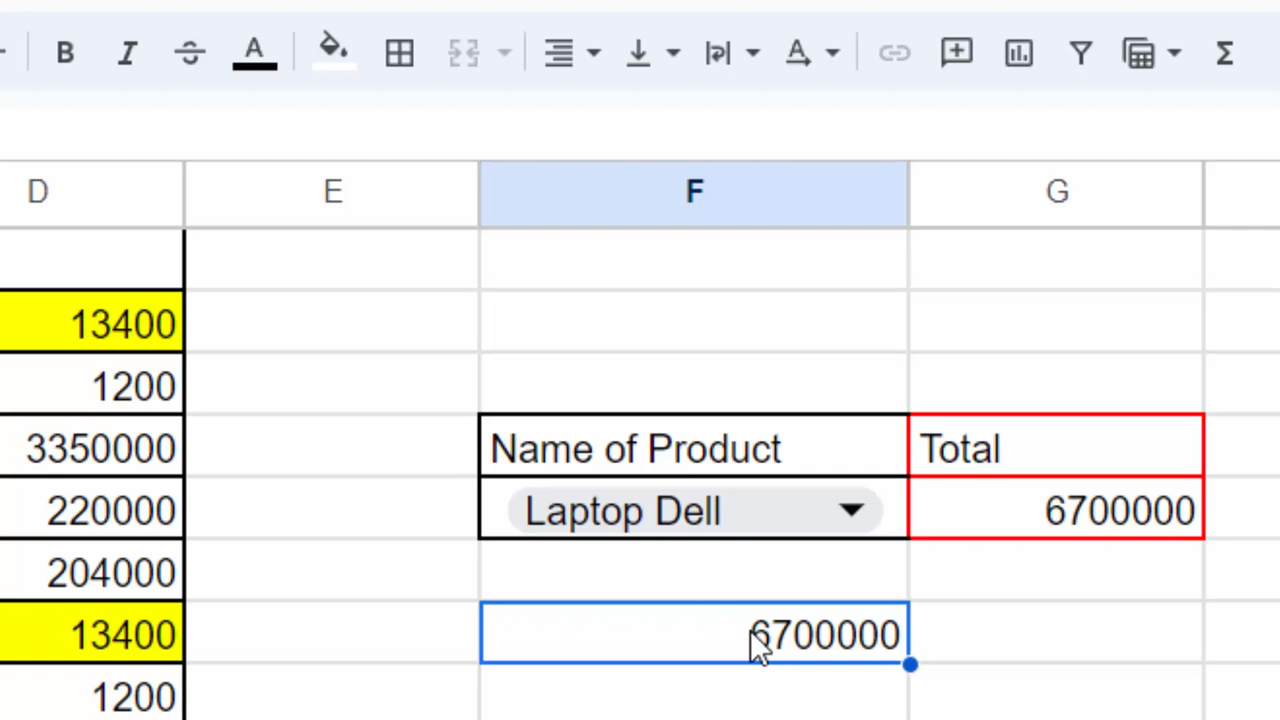 B I S A A Σ
D E F G
13400
1200
3350000 Name of Product Total
220000 Laptop Dell 6700000
204000
13400 6700000
1200